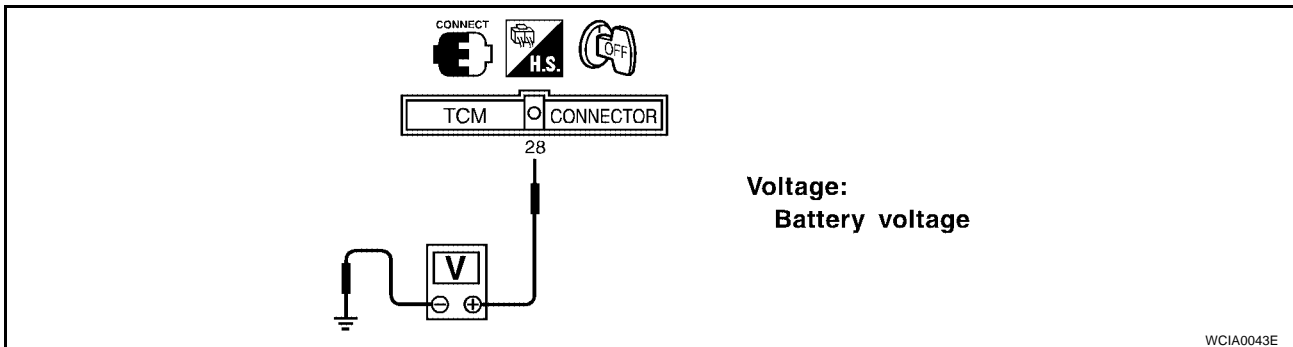 CONNECT
H.S.
OFF
TCM
CONNECTOR
28
Voltage:
Battery voltage
V
WCIA0043E